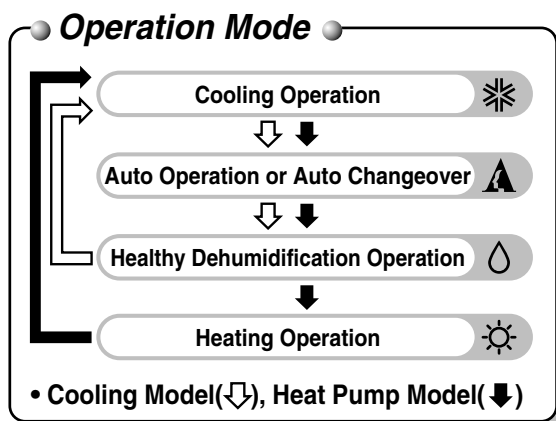 Operation Mode
Cooling Operation
Auto Operation or Auto Changeover
Healthy Dehumidification Operation
Heating Operation
• Cooling Model(⇩), Heat Pump Model(⬇)